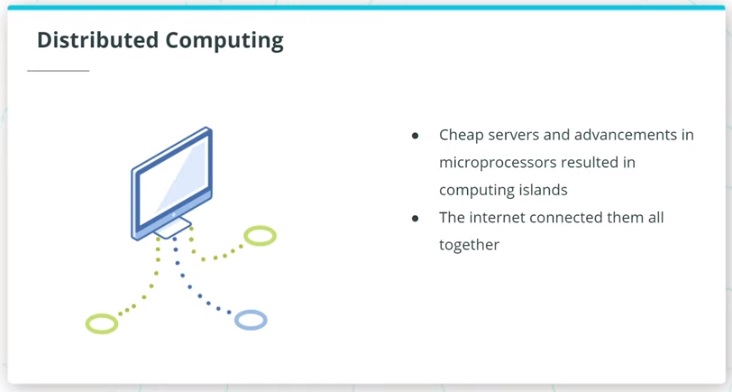 Distributed Computing
● Cheap servers and advancements in
microprocessors resulted in
computing islands
● The internet connected them all
together